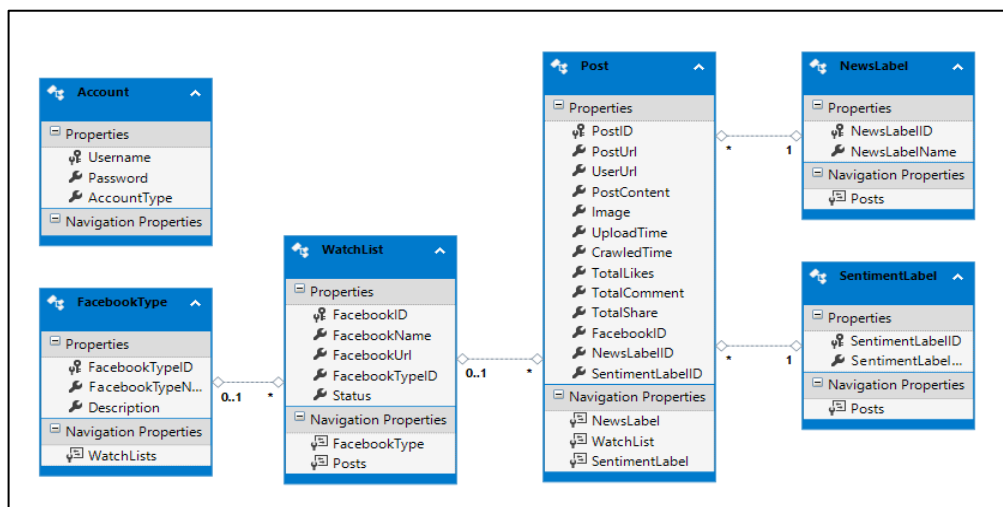 Account
Properties
Username
Password
AccountType
Navigation Properties
FacebookType
Properties
FacebookTypeID
FacebookTypeN...
Description
Navigation Properties
WatchLists
0..1
*
WatchList
Properties
FacebookID
FacebookName
FacebookUrl
FacebookTypeID
Status
Navigation Properties
FacebookType
Posts
0..1
*
Post
Properties
PostID
PostUrl
UserUrl
PostContent
Image
UploadTime
CrawledTime
TotalLikes
TotalComment
TotalShare
FacebookID
NewsLabelID
SentimentLabelID
Navigation Properties
NewsLabel
WatchList
SentimentLabel
*
1
*
1
NewsLabel
Properties
NewsLabelID
NewsLabelName
Navigation Properties
Posts
SentimentLabel
Properties
SentimentLabelID
SentimentLabel...
Navigation Properties
Posts